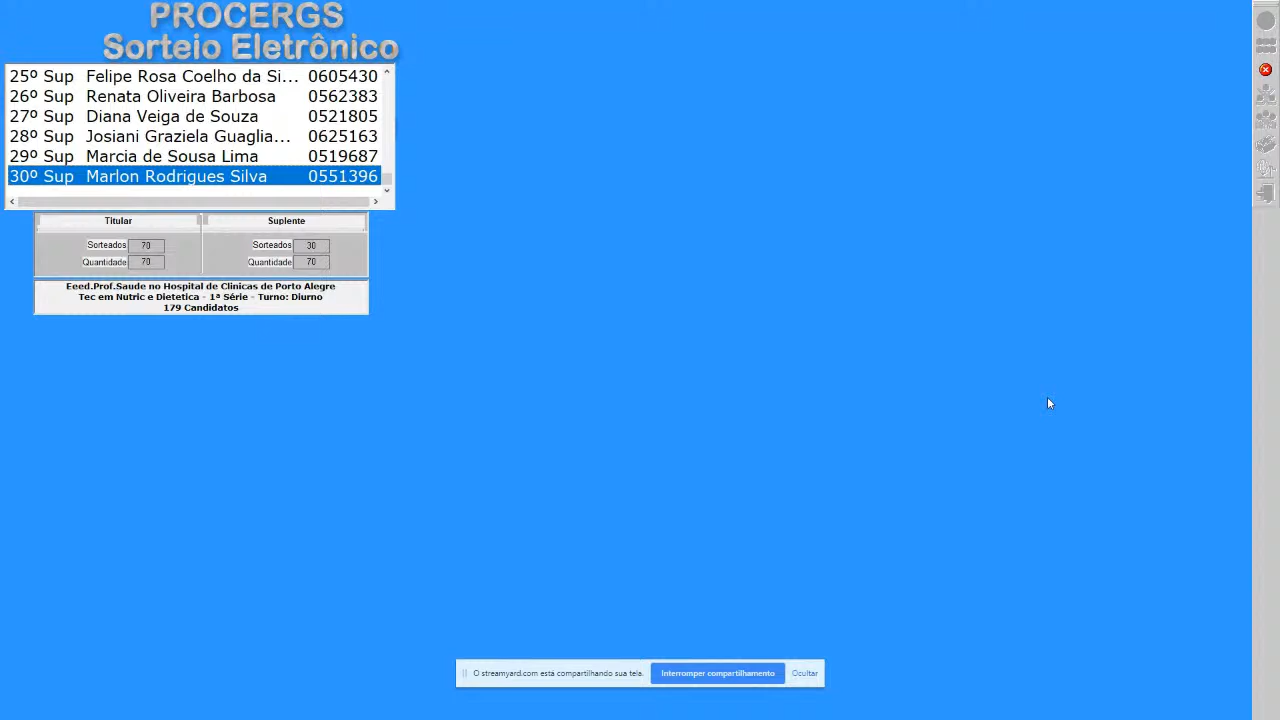 PROCERGS
Sorteio Eletrônico
25º Sup Felipe Rosa Coelho da Si... 0605430
26º Sup Renata Oliveira Barbosa 0562383
27º Sup Diana Veiga de Souza 0521805
28º Sup Josiani Graziela Guaglia... 0625163
29º Sup Marcia de Sousa Lima 0519687
30º Sup Marlon Rodrigues Silva 0551396
Titular Suplente
Sorteados 70 Sorteados 30
Quantidade 70 Quantidade 70
Eeed.Prof.Saude no Hospital de Clinicas de Porto Alegre
Tec em Nutric e Dietetica - 1ª Série - Turno: Diurno
179 Candidatos
O streamyard.com está compartilhando sua tela. Interromper compartilhamento Ocultar